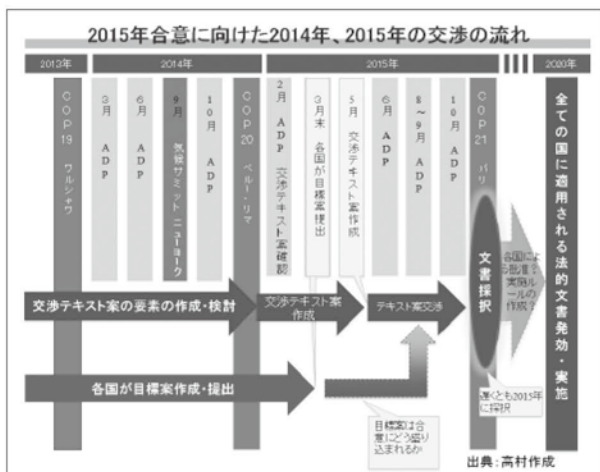 2015年合意に向けた2014年、2015年の交渉の流れ
2013年
2014年
2015年
2020年
COP19 ワルシャワ
3月 ADP
6月 ADP
9月 気候サミットニューヨーク
10月 ADP
COP20 ペルー・リマ
2月 ADP 交渉テキスト案確認
3月末 各国が目標案提出
5月 交渉テキスト案作成
6月 ADP
8～9月 ADP
10月 ADP
COP21 パリ
全ての国に適用される法的文書発効・実施
交渉テキスト案の要素の作成・検討
交渉テキスト案
作成
テキスト案交渉
文書採択
各国によ
る批准？
実施ルー
ルの
作成？
各国が目標案作成・提出
目標案は合
意にどう盛り
込まれるか
遅くとも2015年
に採択
出典：高村作成